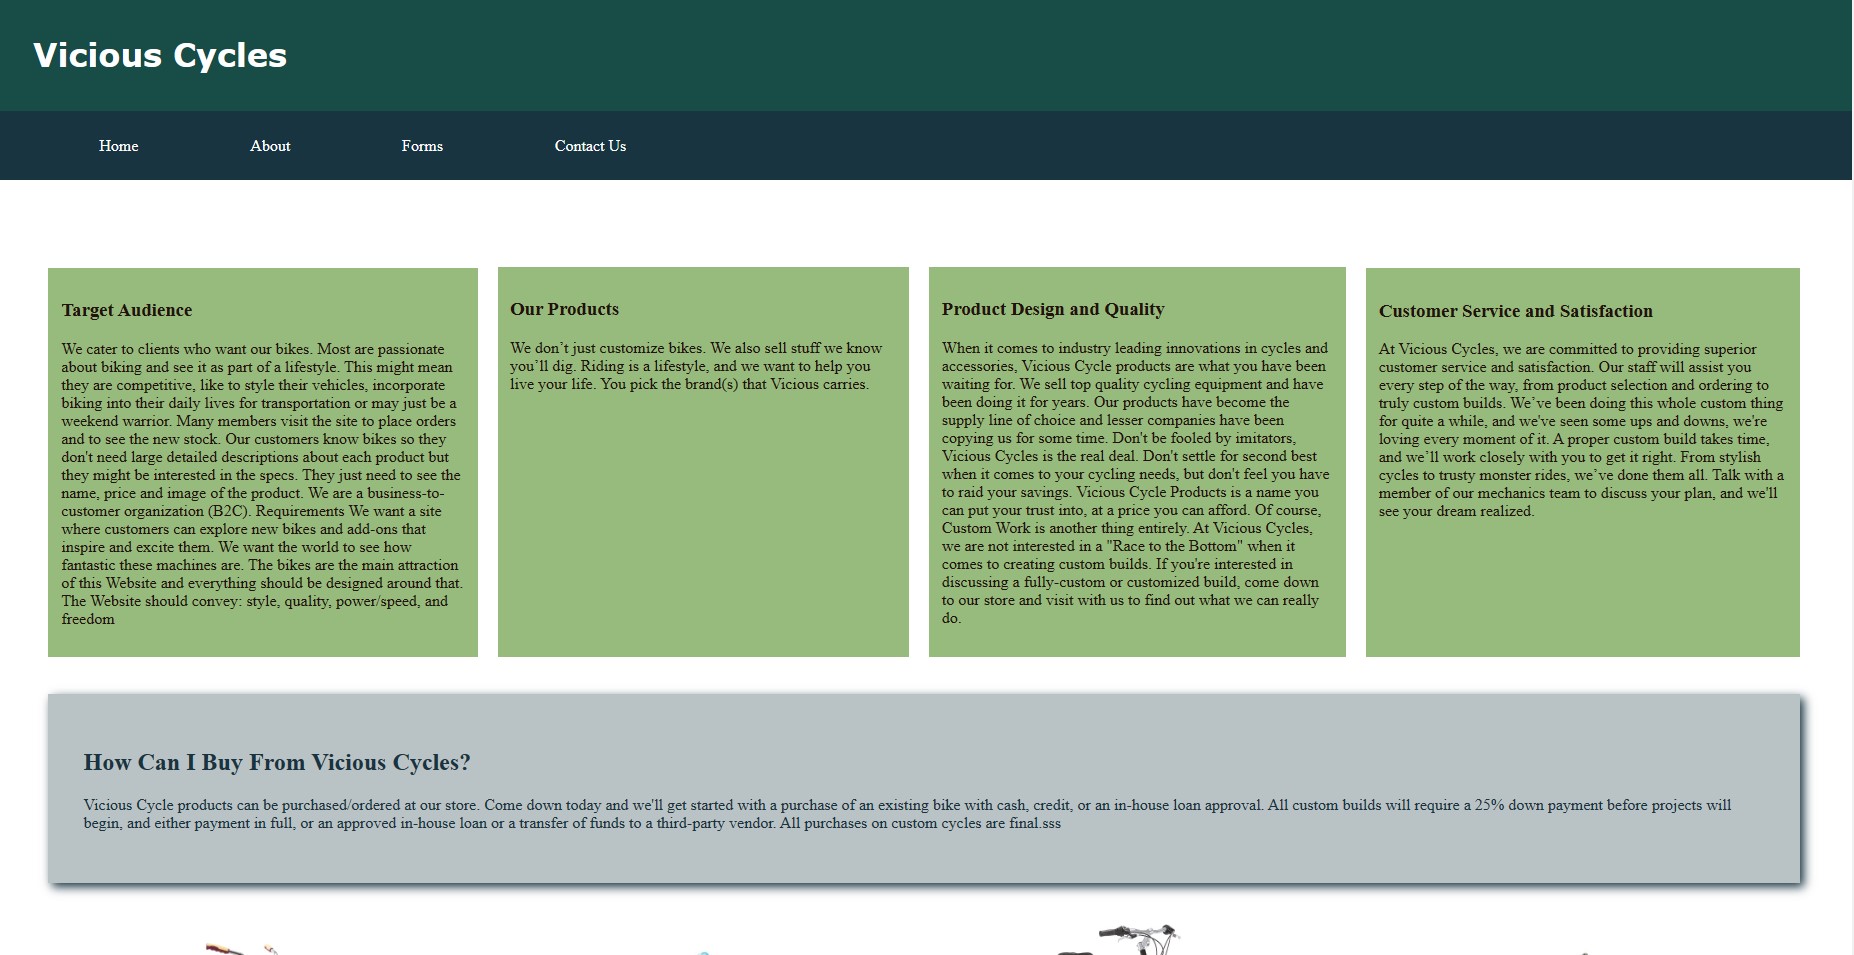 Vicious Cycles
Home About Forms Contact Us
Target Audience
We cater to clients who want our bikes. Most are passionate
about biking and see it as part of a lifestyle. This might mean
they are competitive, like to style their vehicles, incorporate
biking into their daily lives for transportation or may just be a
weekend warrior. Many members visit the site to place orders
and to see the new stock. Our customers know bikes so they
don't need large detailed descriptions about each product but
they might be interested in the specs. They just need to see the
name, price and image of the product. We are a business-to-
customer organization (B2C). Requirements We want a site
where customers can explore new bikes and add-ons that
inspire and excite them. We want the world to see how
fantastic these machines are. The bikes are the main attraction
of this Website and everything should be designed around that.
The Website should convey: style, quality, power/speed, and
freedom
Our Products
We don’t just customize bikes. We also sell stuff we know
you’ll dig. Riding is a lifestyle, and we want to help you
live your life. You pick the brand(s) that Vicious carries.
Product Design and Quality
When it comes to industry leading innovations in cycles and
accessories, Vicious Cycle products are what you have been
waiting for. We sell top quality cycling equipment and have
been doing it for years. Our products have become the
supply line of choice and lesser companies have been
copying us for some time. Don't be fooled by imitators,
Vicious Cycles is the real deal. Don't settle for second best
when it comes to your cycling needs, but don't feel you have
to raid your savings. Vicious Cycle Products is a name you
can put your trust into, at a price you can afford. Of course,
Custom Work is another thing entirely. At Vicious Cycles,
we are not interested in a "Race to the Bottom" when it
comes to creating custom builds. If you're interested in
discussing a fully-custom or customized build, come down
to our store and visit with us to find out what we can really
do.
Customer Service and Satisfaction
At Vicious Cycles, we are committed to providing superior
customer service and satisfaction. Our staff will assist you
every step of the way, from product selection and ordering to
truly custom builds. We’ve been doing this whole custom thing
for quite a while, and we've seen some ups and downs, we're
loving every moment of it. A proper custom build takes time,
and we’ll work closely with you to get it right. From stylish
cycles to trusty monster rides, we’ve done them all. Talk with a
member of our mechanics team to discuss your plan, and we'll
see your dream realized.
How Can I Buy From Vicious Cycles?
Vicious Cycle products can be purchased/ordered at our store. Come down today and we'll get started with a purchase of an existing bike with cash, credit, or an in-house loan approval. All custom builds will require a 25% down payment before projects will
begin, and either payment in full, or an approved in-house loan or a transfer of funds to a third-party vendor. All purchases on custom cycles are final.sss